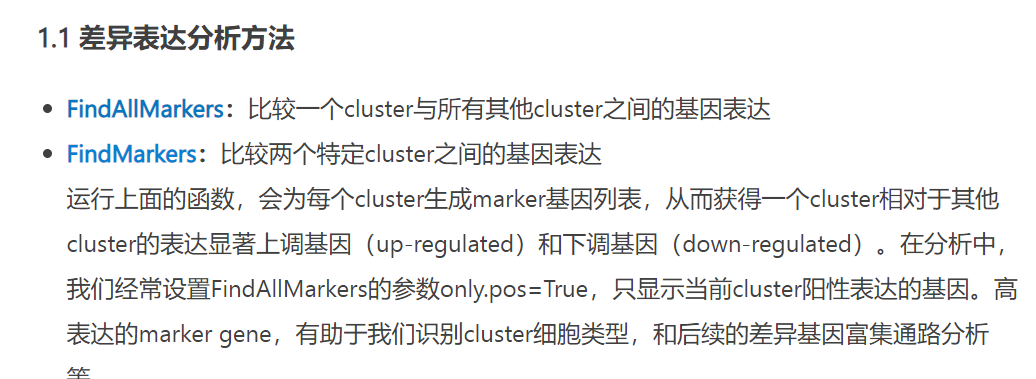 1.1 差异表达分析方法
FindAllMarkers：比较一个cluster与所有其他cluster之间的基因表达
FindMarkers：比较两个特定cluster之间的基因表达
运行上面的函数，会为每个cluster生成marker基因列表，从而获得一个cluster相对于其他
cluster的表达显著上调基因（up-regulated）和下调基因（down-regulated）。在分析中，
我们经常设置FindAllMarkers的参数only.pos=True，只显示当前cluster阳性表达的基因。高
表达的marker gene，有助于我们识别cluster细胞类型，和后续的差异基因富集通路分析
等